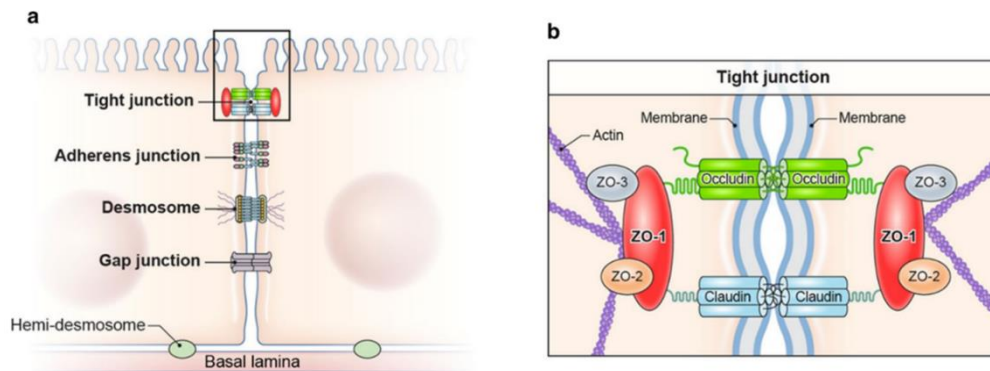 a
Tight junction
Adherens junction
Desmosome
Gap junction
Hemi-desmosome
Basal lamina
b
Tight junction
Membrane
Membrane
Actin
Occludin
Occludin
ZO-3
ZO-3
ZO-1
ZO-1
ZO-2
ZO-2
Claudin
Claudin